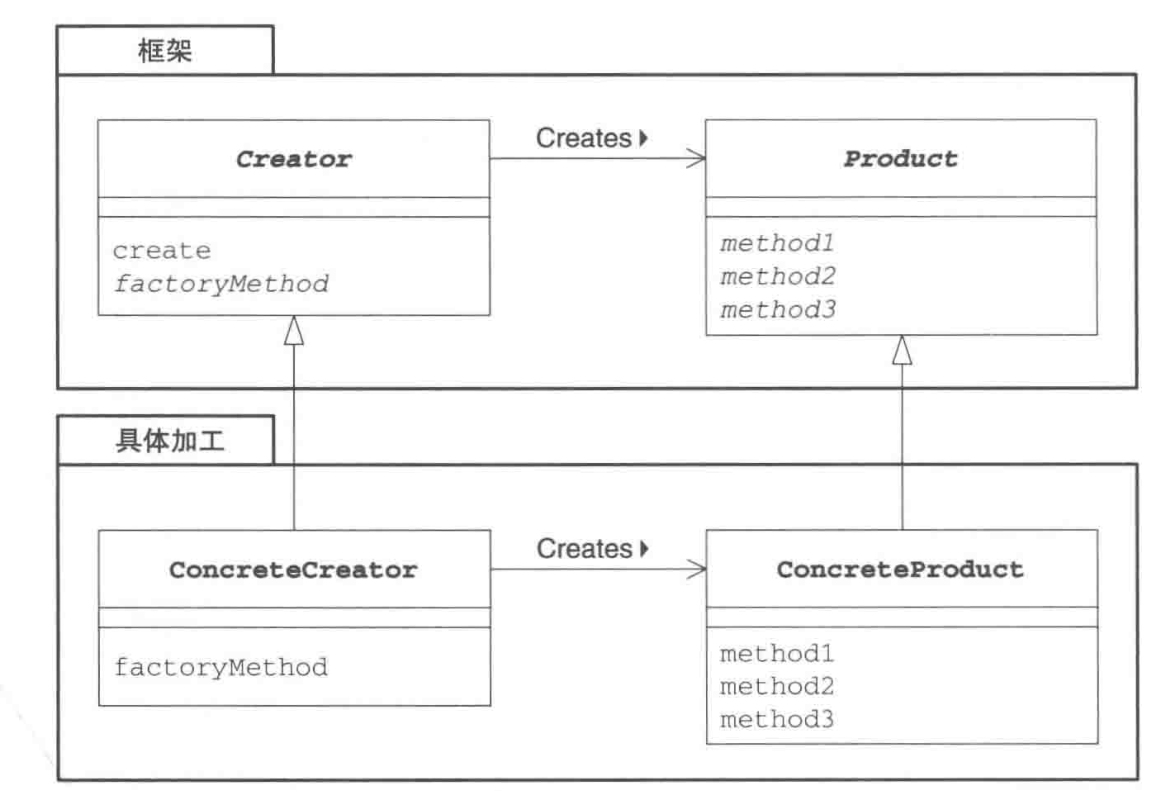 框架
Creator
Creates
Product
create
factoryMethod
method1
method2
method3
具体加工
ConcreteCreator
Creates
ConcreteProduct
factoryMethod
method1
method2
method3